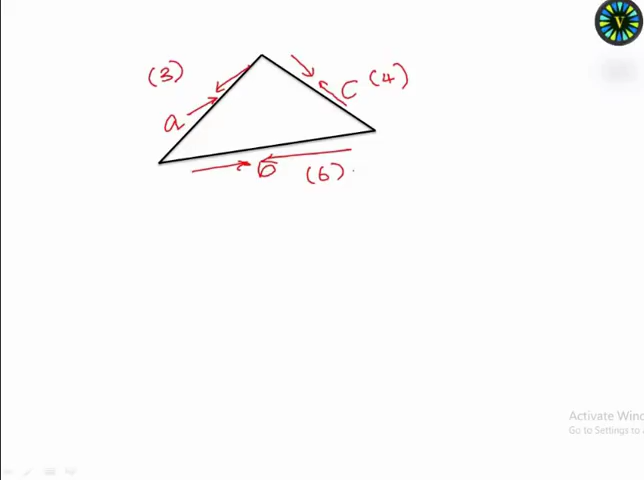 (3)
C (4)
a
b (6)
V
Activate Wind
Go to Settings to